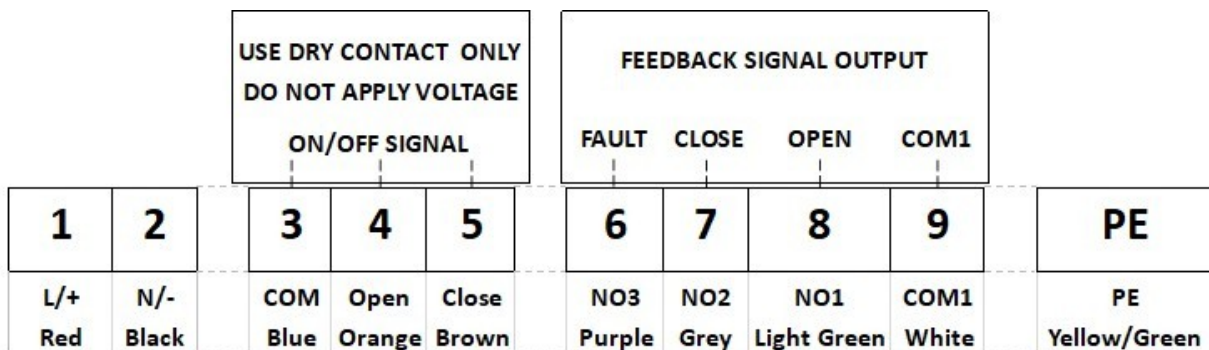 USE DRY CONTACT ONLY
DO NOT APPLY VOLTAGE
ON/OFF SIGNAL
FEEDBACK SIGNAL OUTPUT
FAULT CLOSE OPEN COM1
1 2 3 4 5 6 7 8 9 PE
L/+ N/- COM Open Close NO3 NO2 NO1 COM1 PE
Red Black Blue Orange Brown Purple Grey Light Green White Yellow/Green